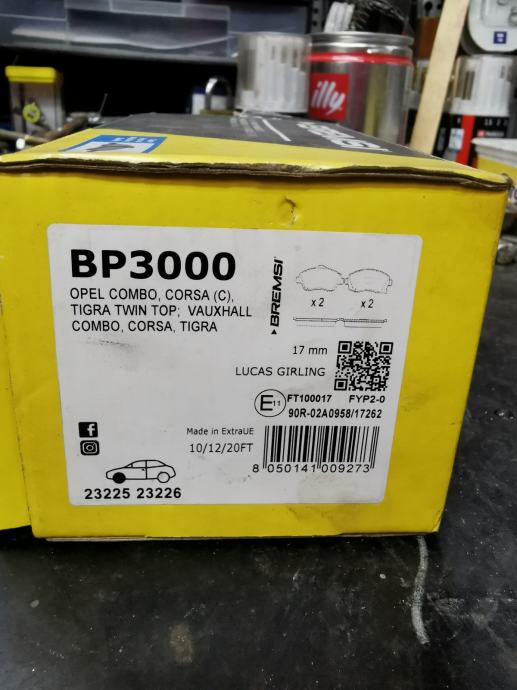 illy
BREMSI
BP3000
OPEL COMBO, CORSA (C),
TIGRA TWIN TOP; VAUXHALL
COMBO, CORSA, TIGRA
BREMSI
x 2 x 2
17 mm
LUCAS GIRLING
E11
FT100017 FYP2-0
90R-02A0958/17262
Made in ExtraUE
10/12/20FT
8 050141 009273
23225 23226